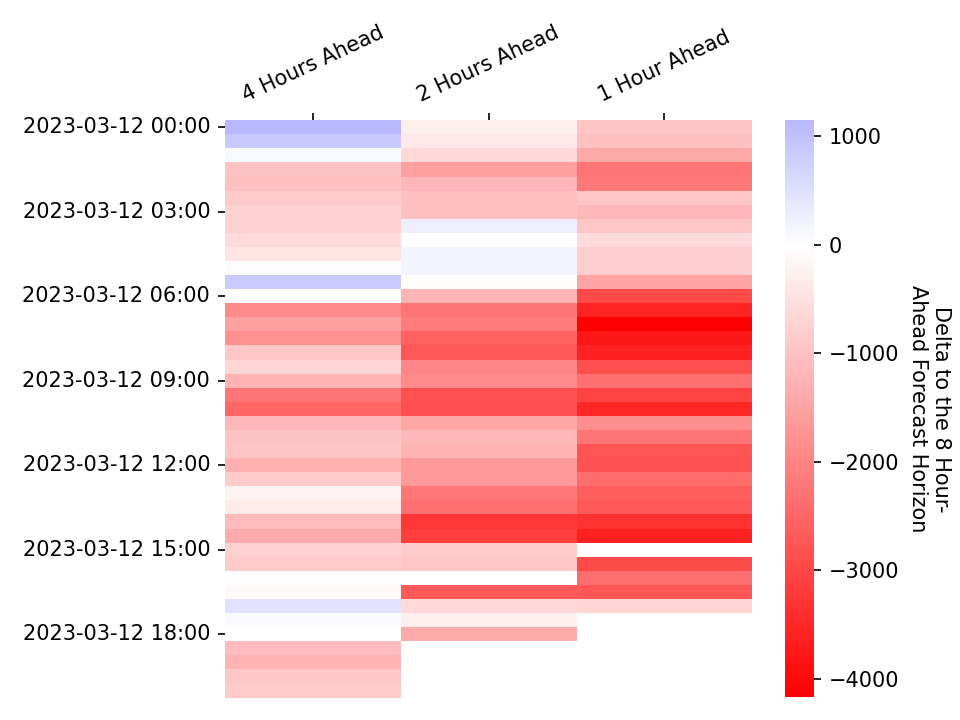 4 Hours Ahead
2 Hours Ahead
1 Hour Ahead
2023-03-12 00:00
2023-03-12 03:00
2023-03-12 06:00
2023-03-12 09:00
2023-03-12 12:00
2023-03-12 15:00
2023-03-12 18:00
1000
0
−1000
−2000
−3000
−4000
Delta to the 8 Hour-
Ahead Forecast Horizon